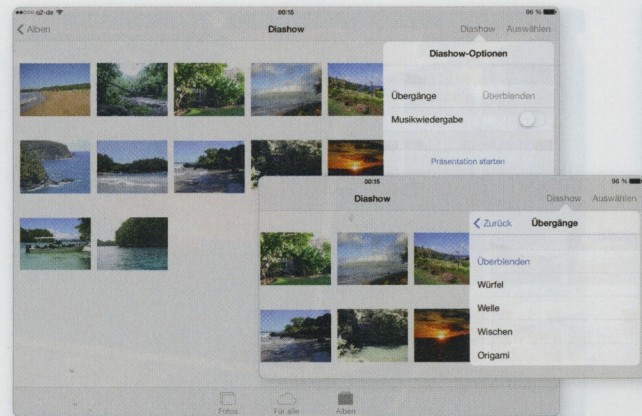 o2-de 00:15 96 %
Alben Diashow Diashow Auswählen
Diashow-Optionen
Übergänge Überblenden
Musikwiedergabe
Präsentation starten
00:15 96 %
Diashow Diashow Auswählen
Zurück Übergänge
Überblenden
Würfel
Welle
Wischen
Origami
Fotos Für alle Alben